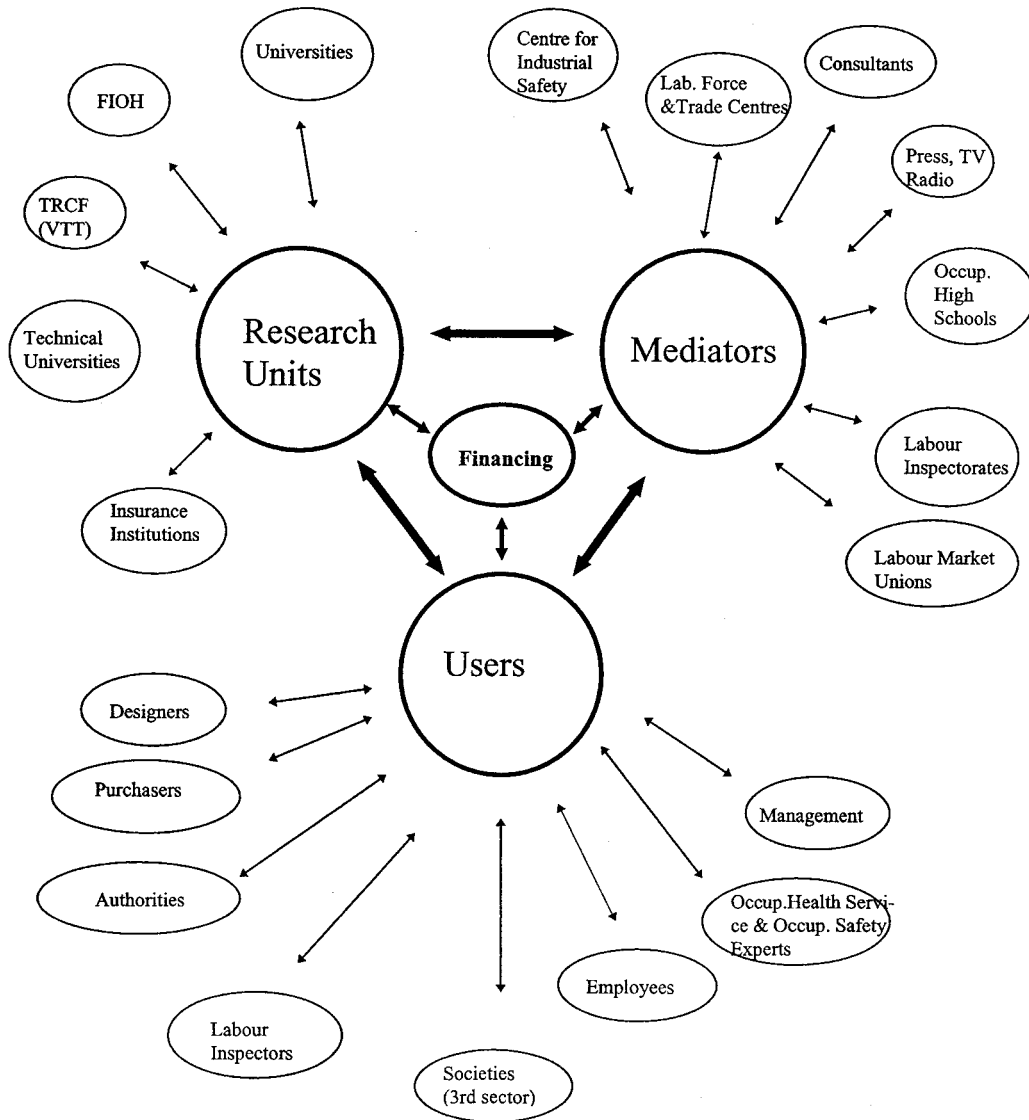 Universities
Centre for
Industrial
Safety
Consultants
FIOH
Lab. Force
&Trade Centres
Press, TV
Radio
TRCF
(VTT)
Occup.
High
Schools
Technical
Universities
Research
Units
Mediators
Financing
Labour
Inspectorates
Insurance
Institutions
Labour Market
Unions
Users
Designers
Purchasers
Management
Authorities
Occup.Health Servi-
ce & Occup. Safety
Experts
Employees
Labour
Inspectors
Societies
(3rd sector)